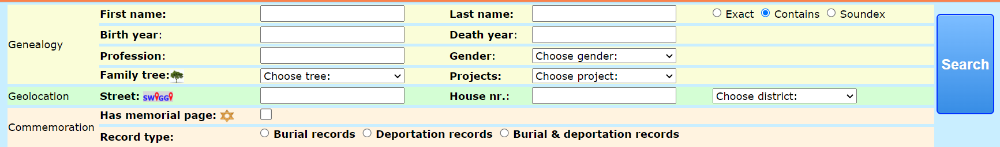 First name: Last name: Exact Contains Soundex
Genealogy
Birth year: Death year:
Profession: Gender: Choose gender:
Family tree: Choose tree: Projects: Choose project:
Search
Geolocation Street: SWIGGI House nr.: Choose district:
Commemoration
Has memorial page:
Record type: Burial records Deportation records Burial & deportation records